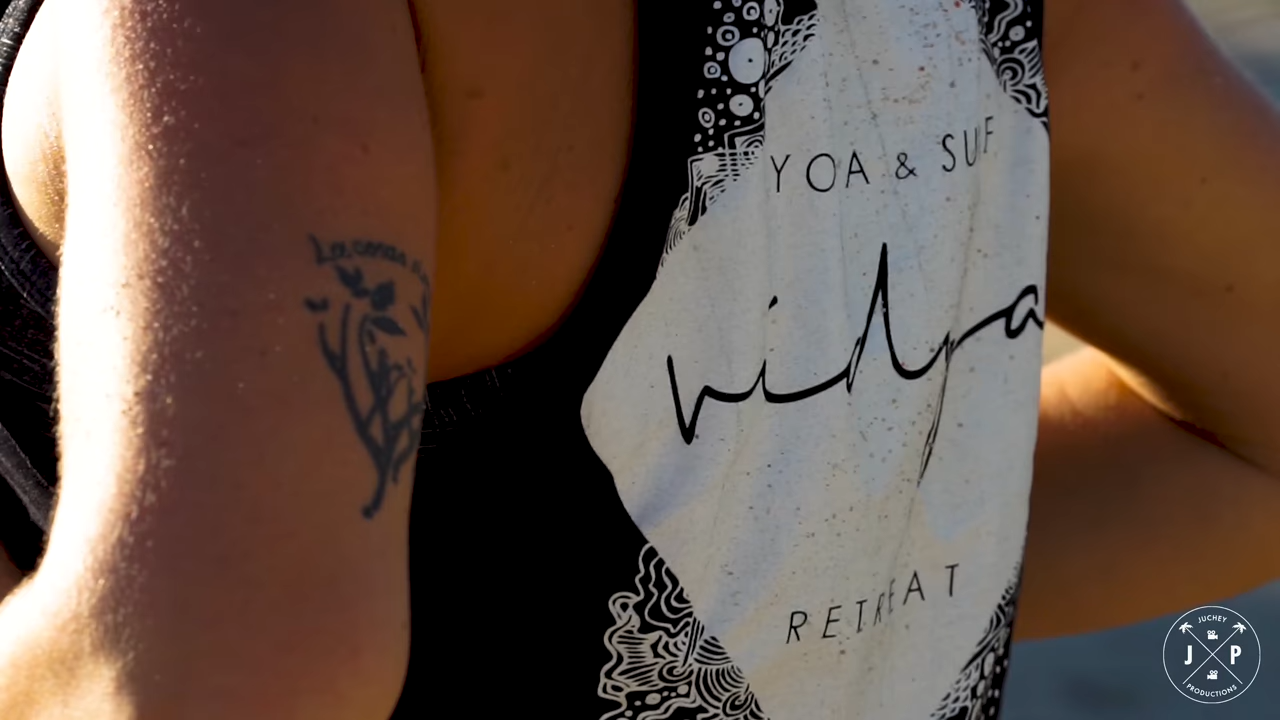 YOA & SUF
vidya
RETREAT
JUCHEY
J P
PRODUCTIONS